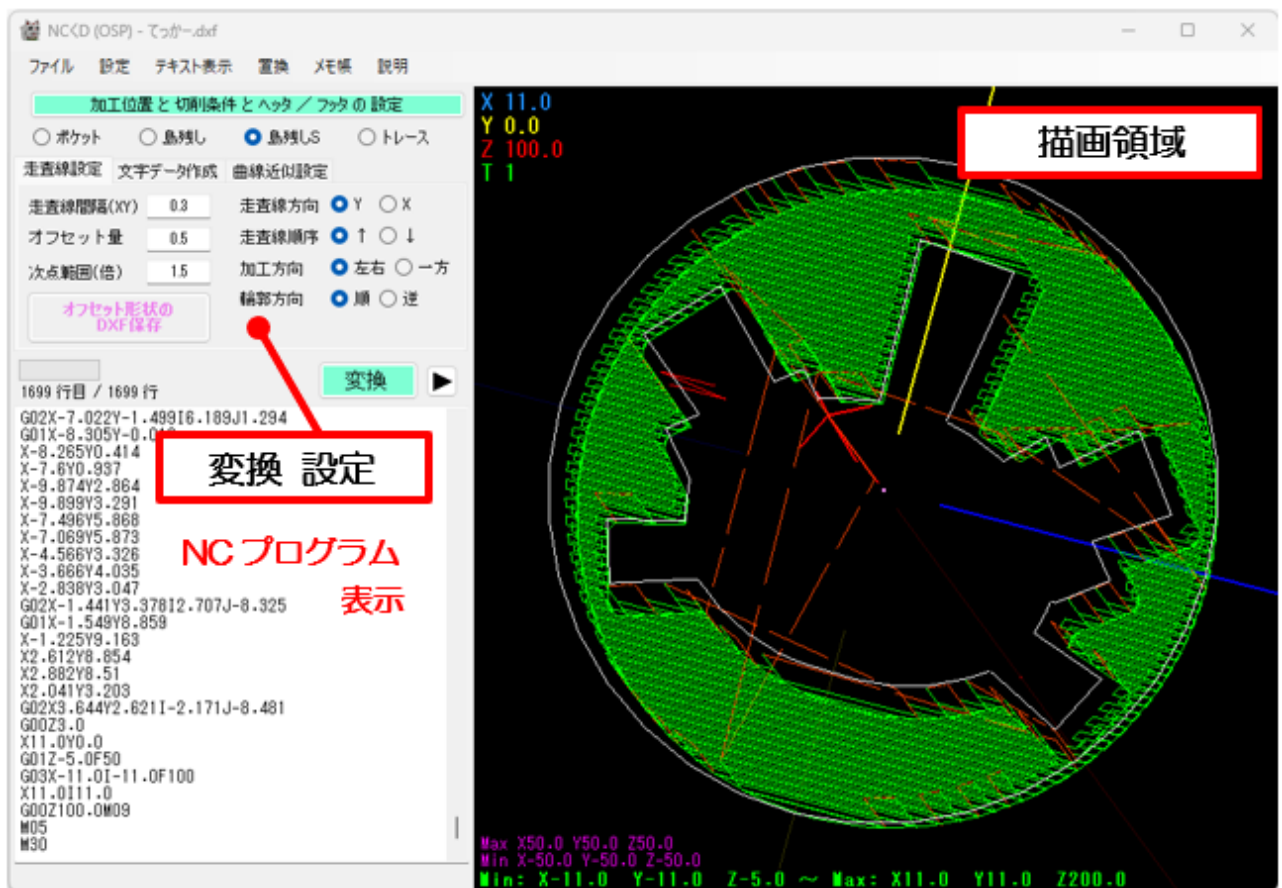 NCくD (OSP) - てっかー.dxf
ファイル 設定 テキスト表示 置換 メモ帳 説明
加工位置 と 切削条件 と ヘッダ / フッタ の 設定
ポケット 島残し 島残しS トレース
走査線設定 文字データ作成 曲線近似設定
走査線間隔(XY) 0.3 走査線方向 Y X
オフセット量 0.5 走査線順序 ↑ ↓
次点範囲(倍) 1.5 加工方向 左右 一方
輪郭方向 順 逆
オフセット形状の
DXF保存
変換
1699 行目 / 1699 行
G02X-7.022Y-1.499I6.189J1.294
G01X-8.305Y-0.0
X-8.265Y0.414
X-7.6Y0.937
X-9.874Y2.864
X-9.899Y3.291
X-7.496Y5.868
X-7.069Y5.873
X-4.566Y3.326
X-3.666Y4.035
X-2.838Y3.047
G02X-1.441Y3.378I2.707J-8.325
G01X-1.549Y8.859
X-1.225Y9.163
X2.612Y8.854
X2.882Y8.51
X2.041Y3.203
G02X3.644Y2.621I-2.171J-8.481
G00Z3.0
X11.0Y0.0
G01Z-5.0F50
G03X-11.0I-11.0F100
X11.0I11.0
G00Z100.0M09
M05
M30
変換 設定
NC プログラム
表示
X 11.0
Y 0.0
Z 100.0
T 1
描画領域
Max X50.0 Y50.0 Z50.0
Min X-50.0 Y-50.0 Z-50.0
Min: X-11.0 Y-11.0 Z-5.0 ~ Max: X11.0 Y11.0 Z200.0